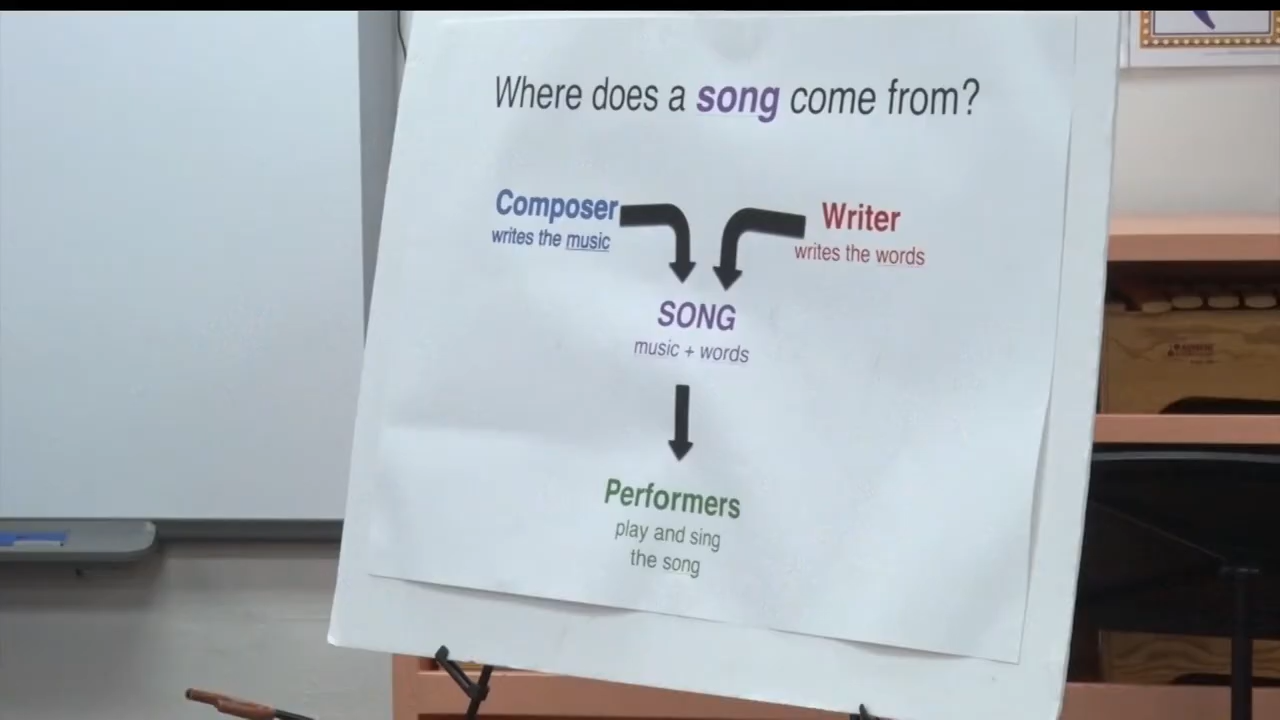 Where does a song come from?
Composer
writes the music
Writer
writes the words
SONG
music + words
Performers
play and sing
the song